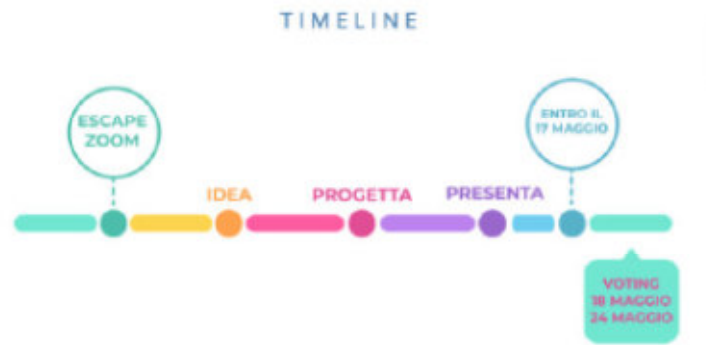 TIMELINE
ESCAPE
ZOOM
IDEA
PROGETTA
PRESENTA
ENTRO IL
17 MAGGIO
VOTING
18 MAGGIO
24 MAGGIO